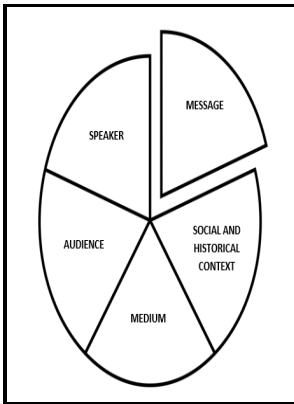 MESSAGE
SPEAKER
SOCIAL AND
HISTORICAL
CONTEXT
AUDIENCE
MEDIUM